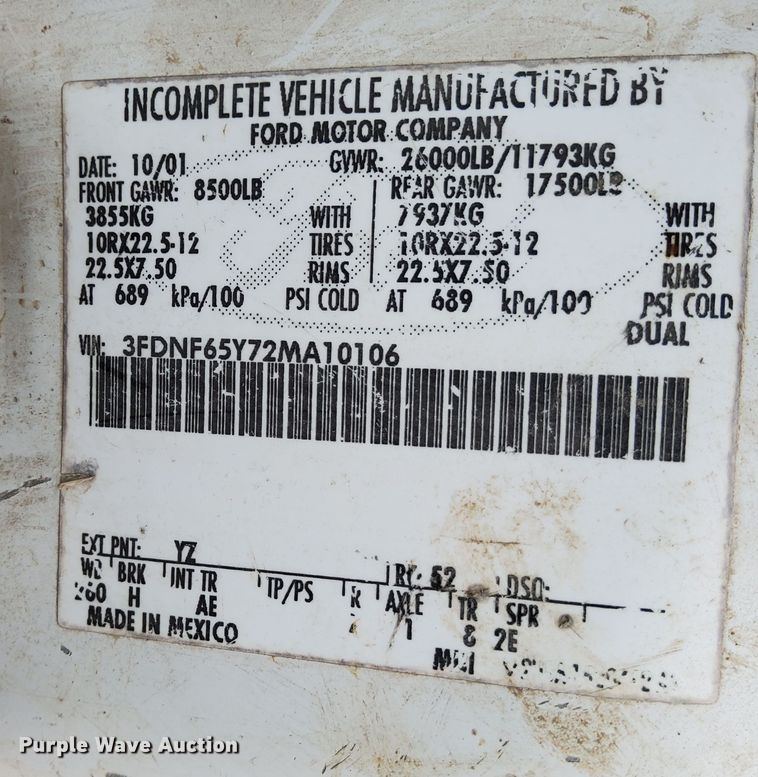 INCOMPLETE VEHICLE MANUFACTURED BY
FORD MOTOR COMPANY
DATE: 10/01 GVWR: 26000LB/11793KG
FRONT GAWR: 8500LB REAR GAWR: 17500LB
3855KG WITH 7937KG WITH
10RX22.5-12 TIRES 10RX22.5-12 TIRES
22.5X7.50 RIMS 22.5X7.50 RIMS
AT 689 kPa/100 PSI COLD AT 689 kPa/100 PSI COLD
DUAL
VIN: 3FDNF65Y72MA10106
EXT PNT: YZ RC: 52 DSO:
WB BRK INT TR TP/PS R AXLE TR SPR
260 H AE 1 8 2E
MADE IN MEXICO
Purple Wave Auction